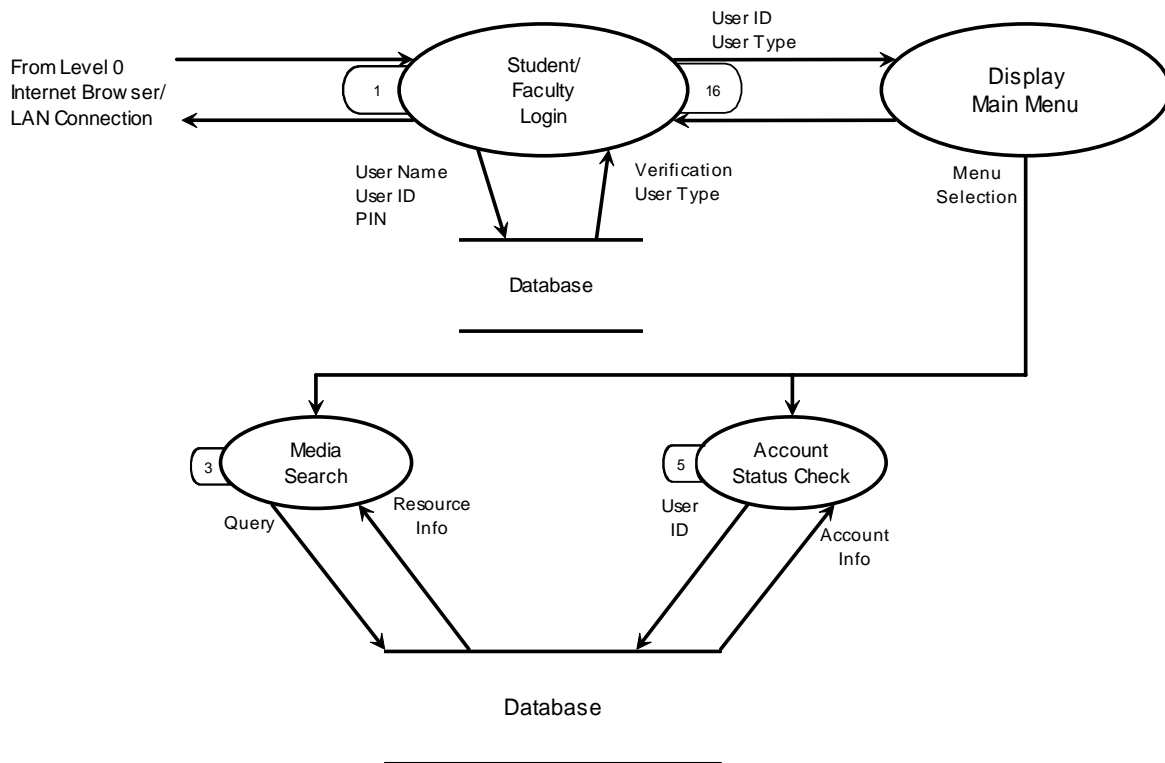 From Level 0
Internet Browser/
LAN Connection
1
Student/
Faculty
Login
16
User ID
User Type
Display
Main Menu
User Name
User ID
PIN
Verification
User Type
Menu
Selection
Database
3
Media
Search
5
Account
Status Check
Query
Resource
Info
User
ID
Account
Info
Database